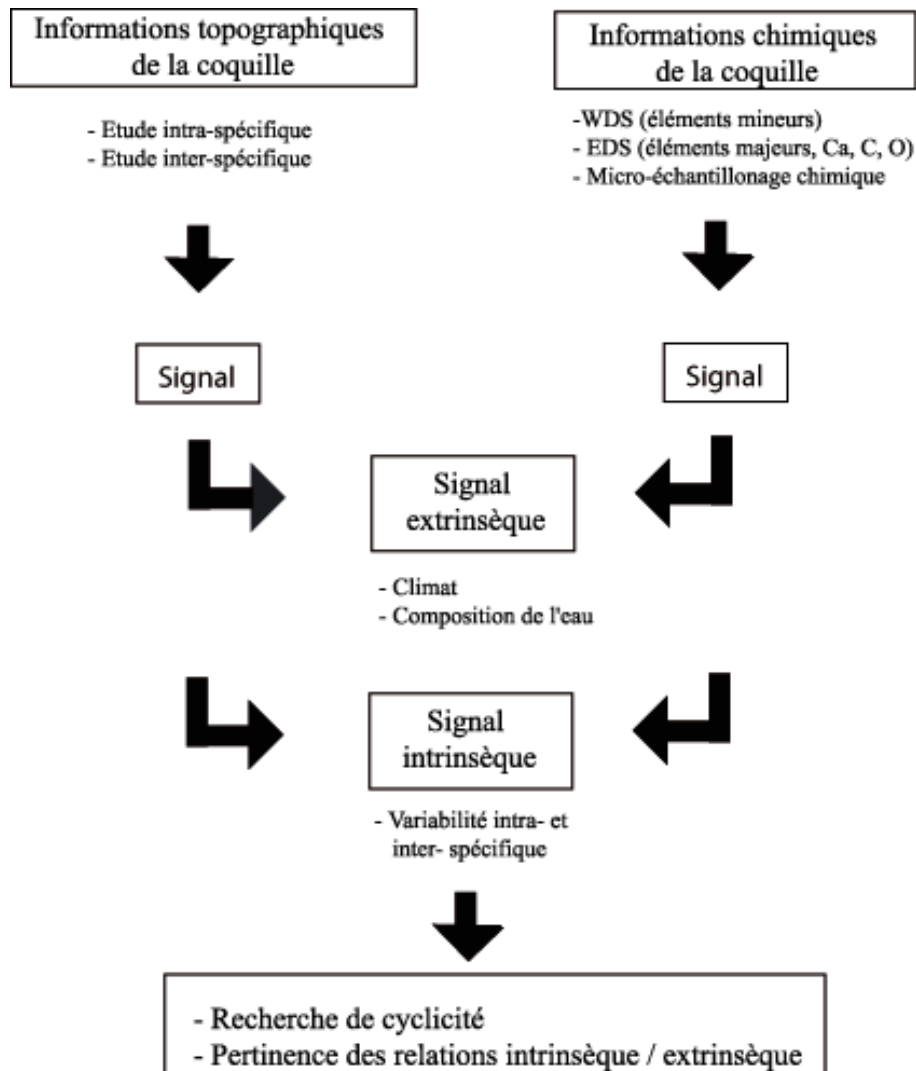 Informations topographiques
de la coquille
- Etude intra-spécifique
- Etude inter-spécifique
Signal
Informations chimiques
de la coquille
-WDS (éléments mineurs)
- EDS (éléments majeurs, Ca, C, O)
- Micro-échantillonage chimique
Signal
Signal
extrinsèque
- Climat
- Composition de l'eau
Signal
intrinsèque
- Variabilité intra- et
inter- spécifique
- Recherche de cyclicité
- Pertinence des relations intrinsèque / extrinsèque